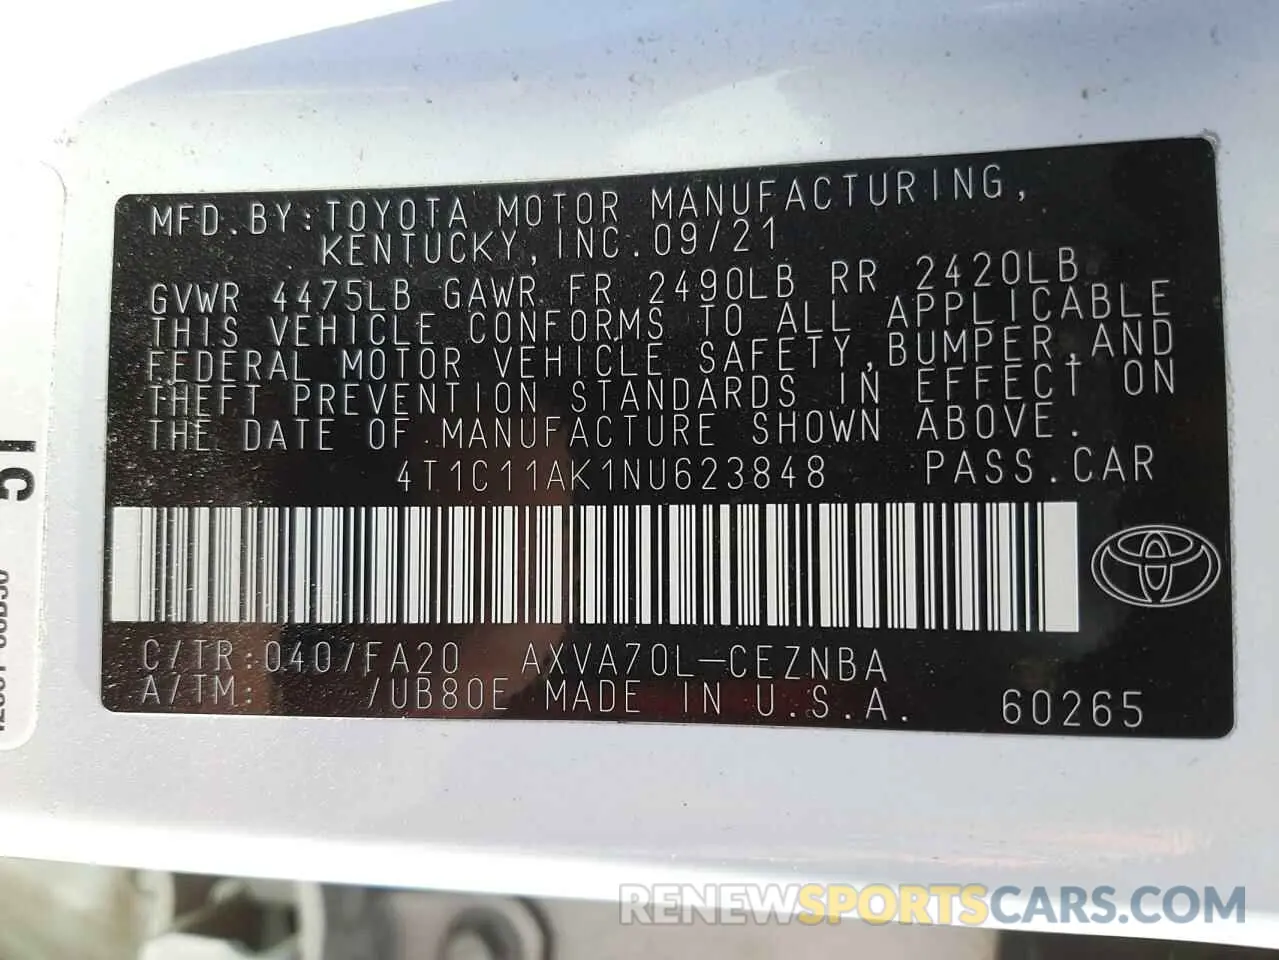 MFD.BY:TOYOTA MOTOR MANUFACTURING,
KENTUCKY, INC.09/21
GVWR 4475LB GAWR FR 2490LB RR 2420LB
THIS VEHICLE CONFORMS TO ALL APPLICABLE
FEDERAL MOTOR VEHICLE SAFETY,BUMPER,AND
THEFT PREVENTION STANDARDS IN EFFECT ON
THE DATE OF MANUFACTURE SHOWN ABOVE.
4T1C11AK1NU623848 PASS.CAR
C/TR:040/FA20 AXVA70L-CEZNBA
A/TM: /UB80E MADE IN U.S.A. 60265
RENEWSPORTSCARS.COM